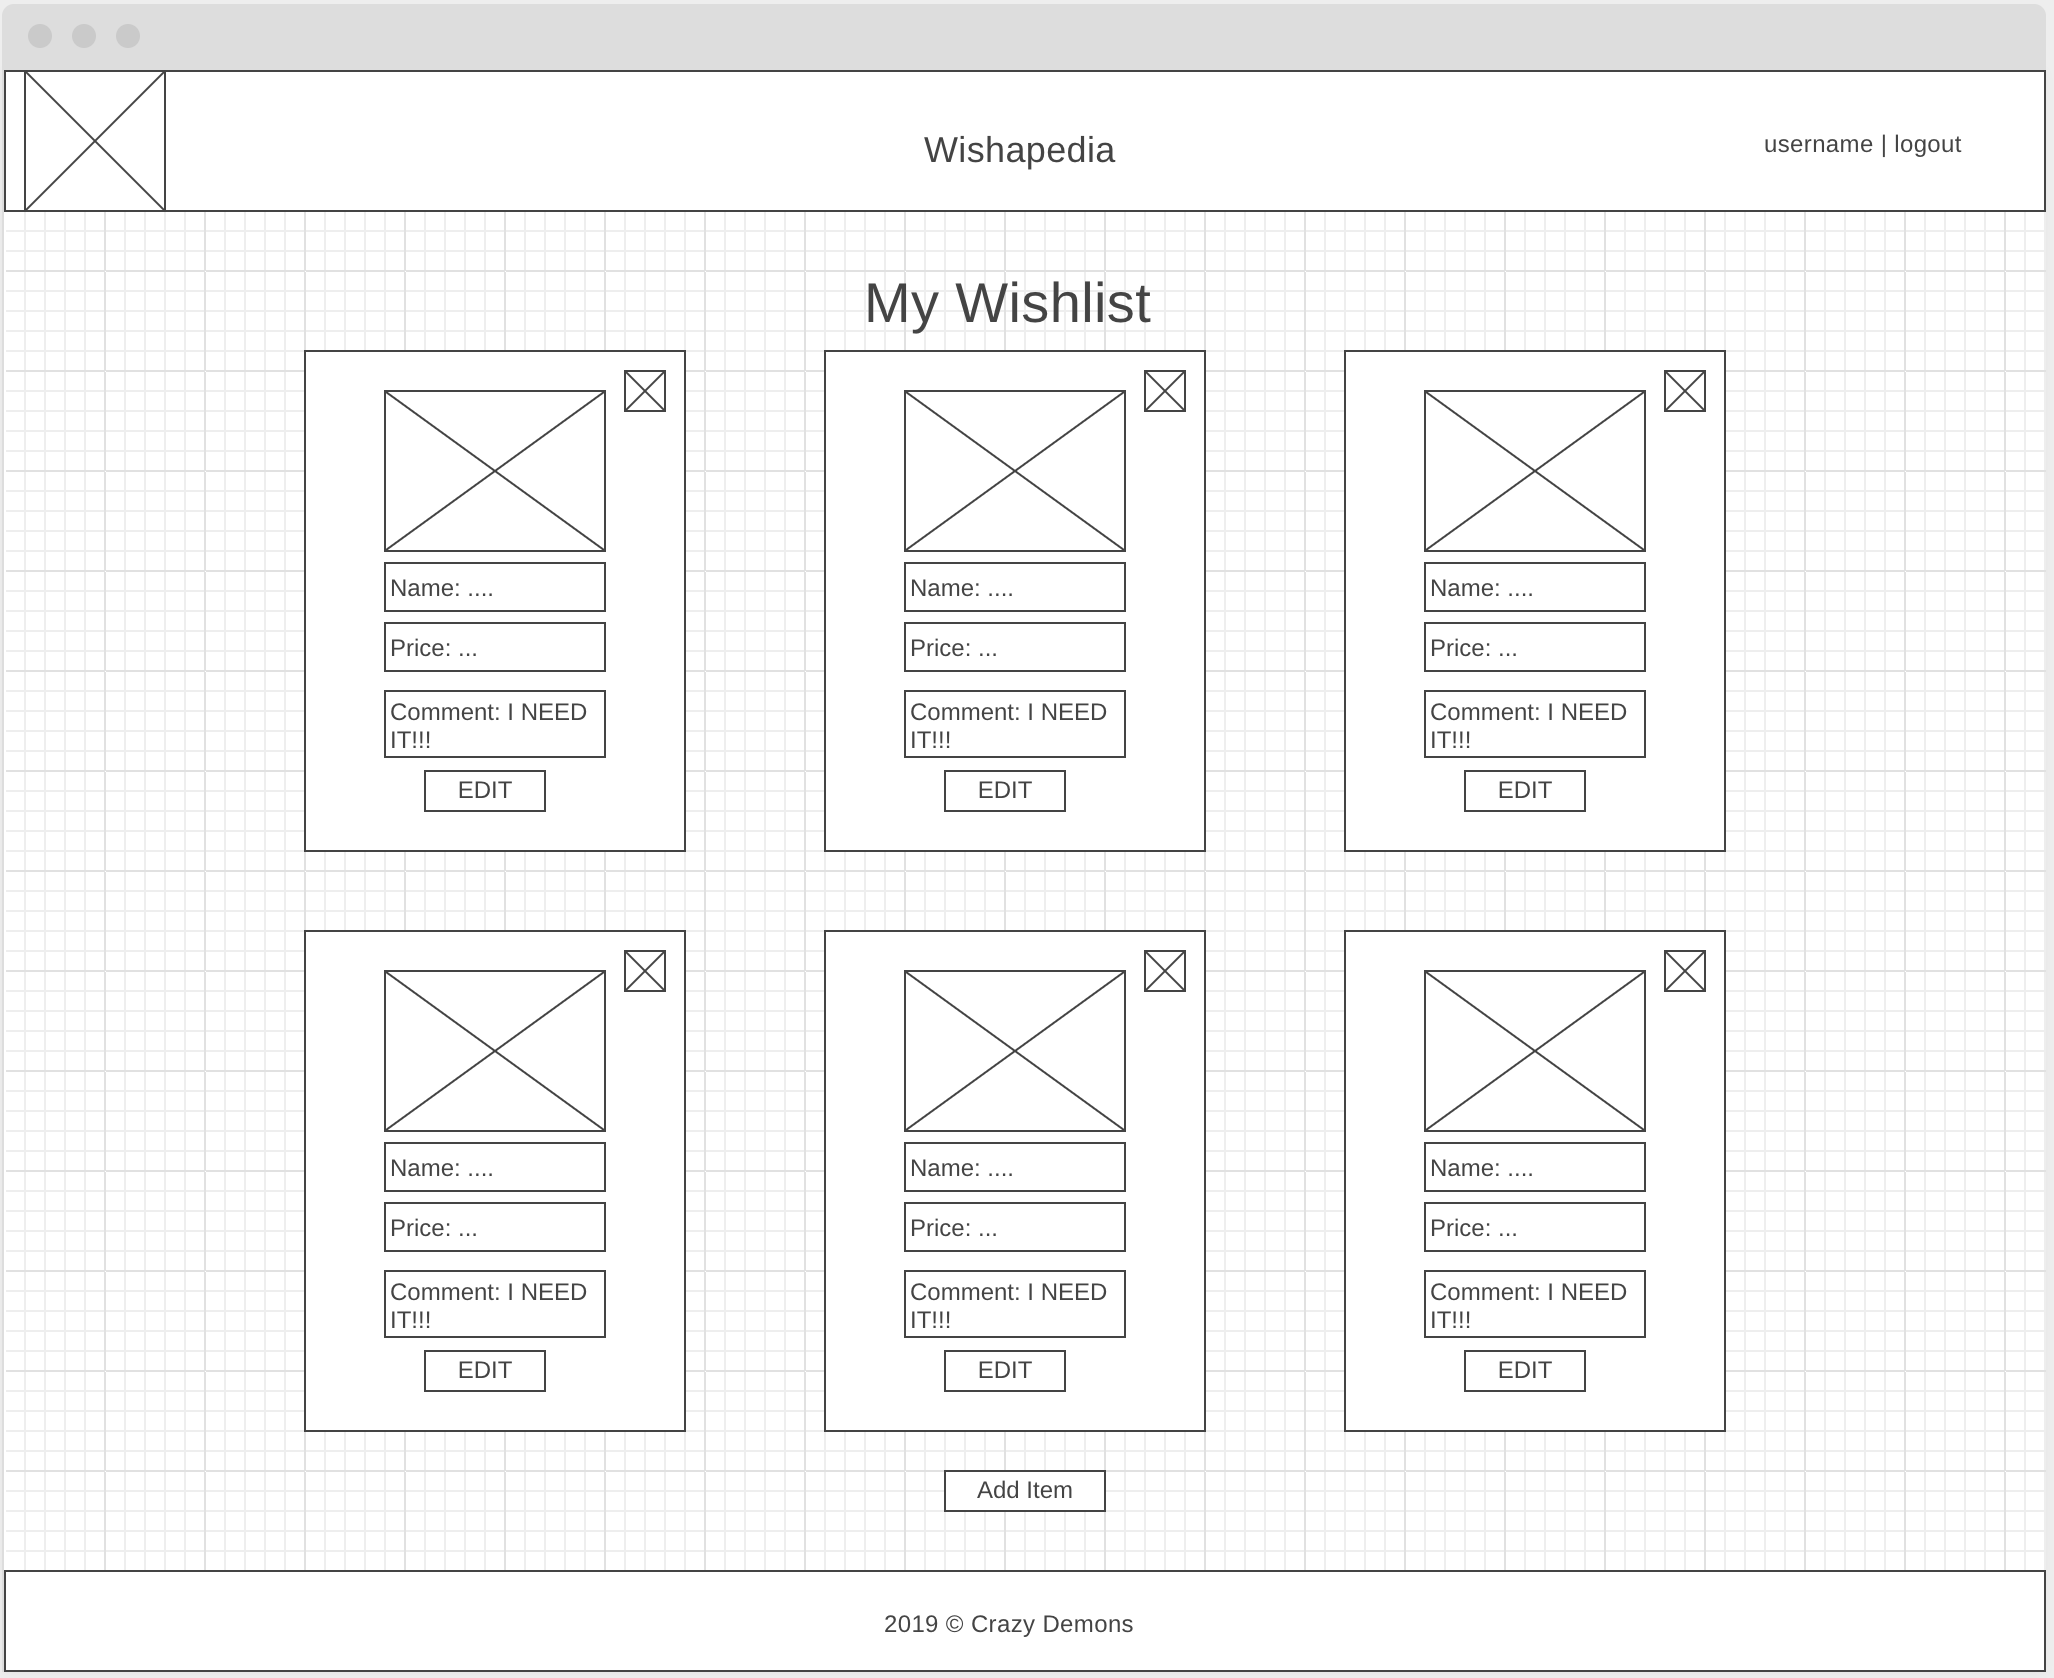 Wishapedia
username | logout
My Wishlist
Name: ....
Price: ...
Comment: I NEED
IT!!!
EDIT
Name: ....
Price: ...
Comment: I NEED
IT!!!
EDIT
Name: ....
Price: ...
Comment: I NEED
IT!!!
EDIT
Name: ....
Price: ...
Comment: I NEED
IT!!!
EDIT
Name: ....
Price: ...
Comment: I NEED
IT!!!
EDIT
Name: ....
Price: ...
Comment: I NEED
IT!!!
EDIT
Add Item
2019 © Crazy Demons